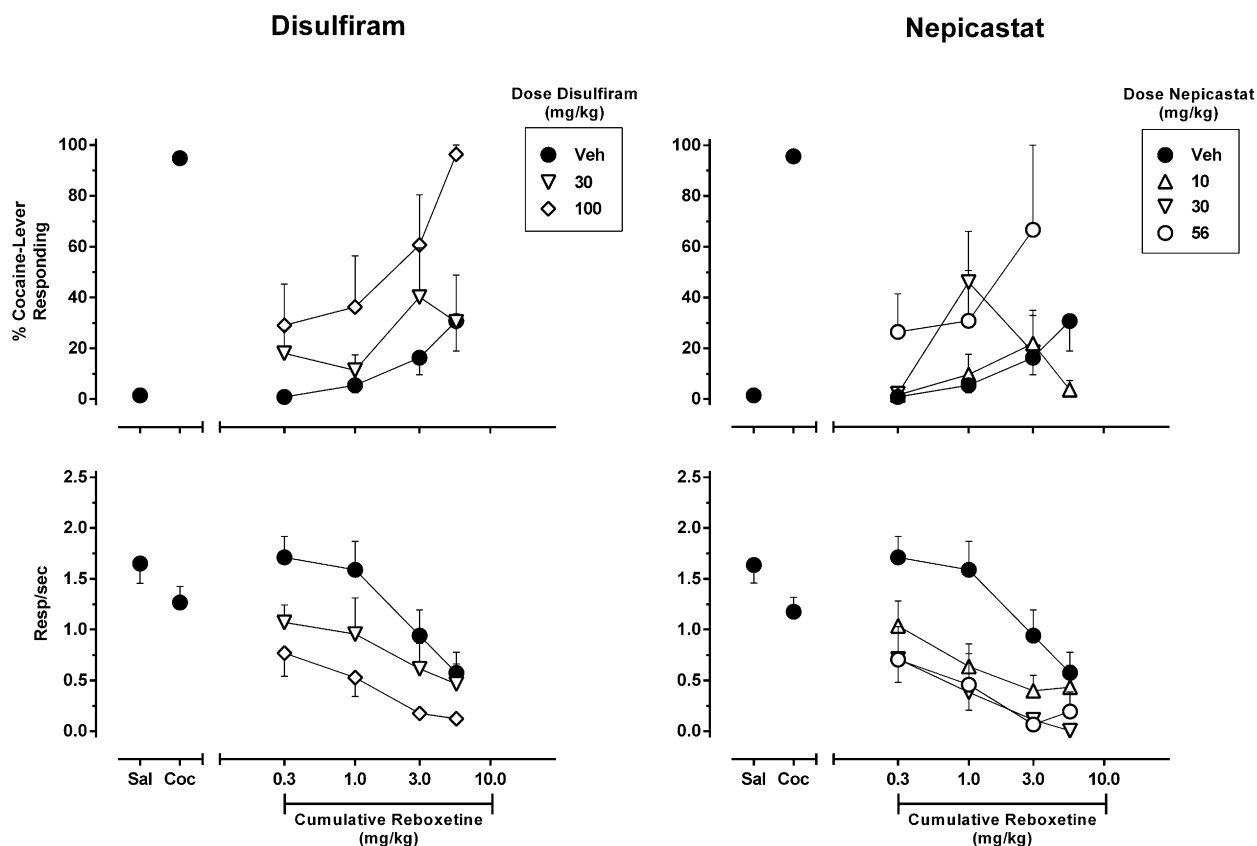 Disulfiram
Nepicastat
Dose Disulfiram
(mg/kg)
Veh
30
100
Dose Nepicastat
(mg/kg)
Veh
10
30
56
% Cocaine-Lever
Responding
100
80
60
40
20
0
100
80
60
40
20
0
Resp/sec
2.5
2.0
1.5
1.0
0.5
0.0
2.5
2.0
1.5
1.0
0.5
0.0
Sal Coc 0.3 1.0 3.0 10.0
Cumulative Reboxetine
(mg/kg)
Sal Coc 0.3 1.0 3.0 10.0
Cumulative Reboxetine
(mg/kg)